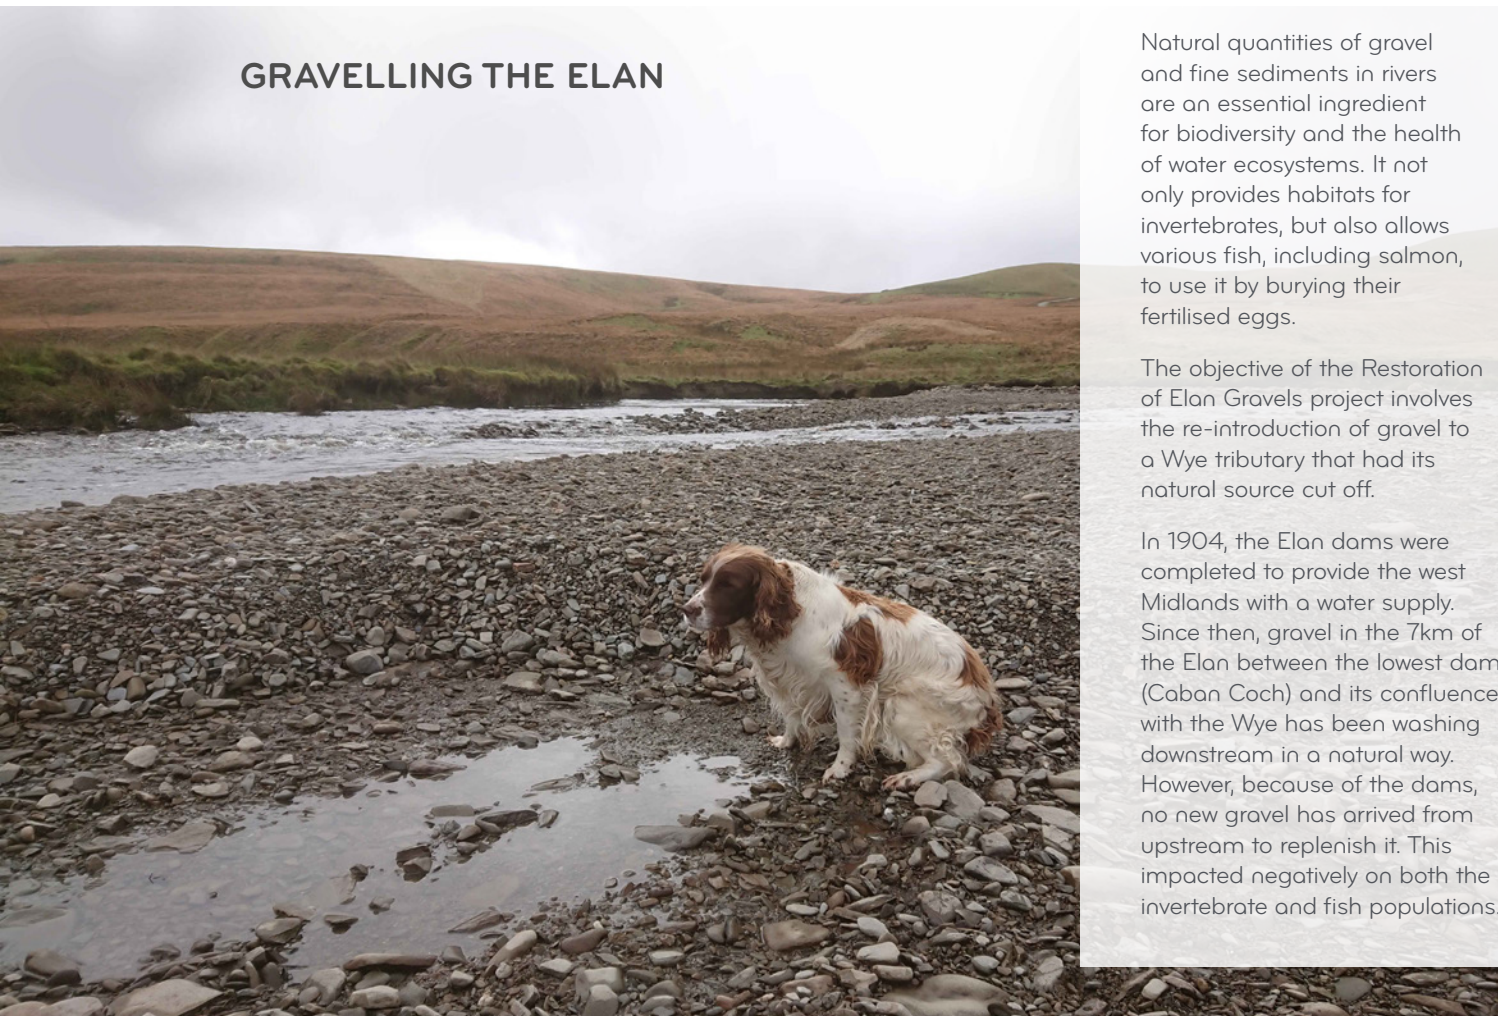 GRAVELLING THE ELAN
Natural quantities of gravel
and fine sediments in rivers
are an essential ingredient
for biodiversity and the health
of water ecosystems. It not
only provides habitats for
invertebrates, but also allows
various fish, including salmon,
to use it by burying their
fertilised eggs.
The objective of the Restoration
of Elan Gravels project involves
the re-introduction of gravel to
a Wye tributary that had its
natural source cut off.
In 1904, the Elan dams were
completed to provide the west
Midlands with a water supply.
Since then, gravel in the 7km of
the Elan between the lowest dam
(Caban Coch) and its confluence
with the Wye has been washing
downstream in a natural way.
However, because of the dams,
no new gravel has arrived from
upstream to replenish it. This
impacted negatively on both the
invertebrate and fish populations.